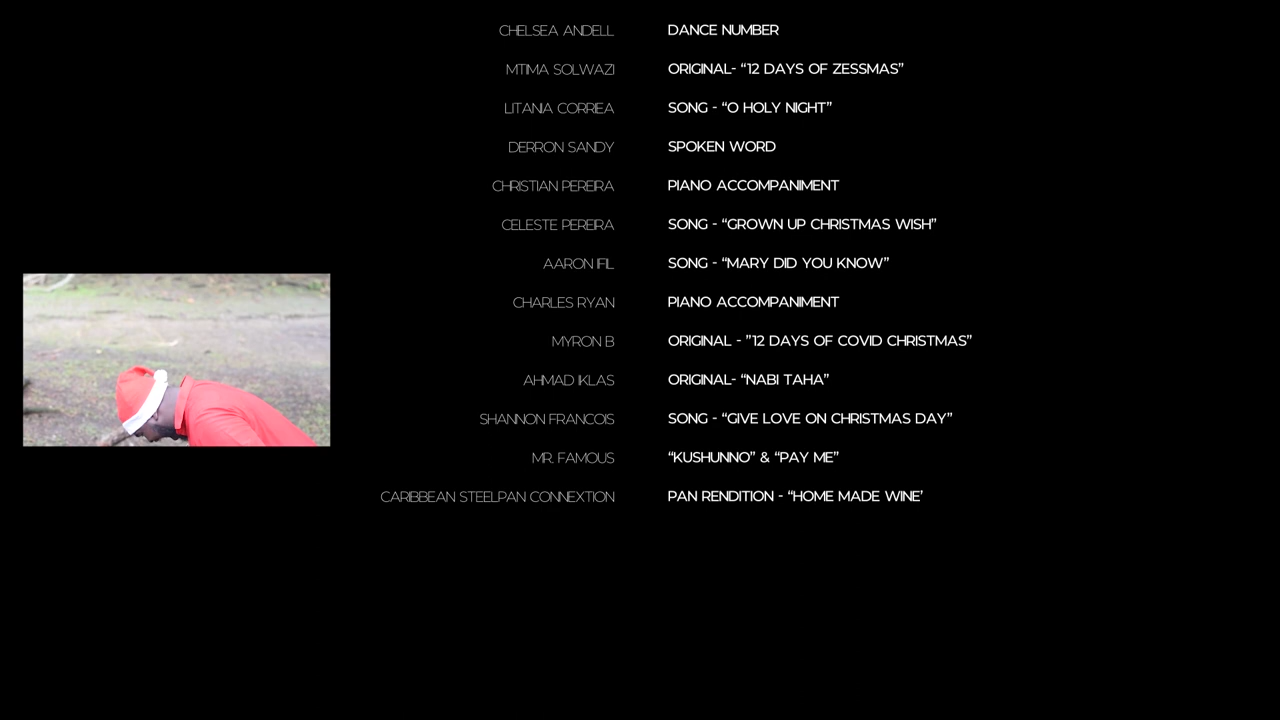 CHELSEA ANDELL DANCE NUMBER
MTIMA SOLWAZI ORIGINAL- “12 DAYS OF ZESSMAS”
LITANIA CORREA SONG - “O HOLY NIGHT”
DERRON SANDY SPOKEN WORD
CHRISTIAN PEREIRA PIANO ACCOMPANIMENT
CELESTE PEREIRA SONG - “GROWN UP CHRISTMAS WISH”
AARON IFIL SONG - “MARY DID YOU KNOW”
CHARLES RYAN PIANO ACCOMPANIMENT
MYRON B ORIGINAL - ”12 DAYS OF COVID CHRISTMAS”
AHMAD IKLAS ORIGINAL- “NABI TAHA”
SHANNON FRANCOIS SONG - “GIVE LOVE ON CHRISTMAS DAY”
MR. FAMOUS “KUSHUNNO” & “PAY ME”
CARIBBEAN STEELPAN CONNEXTION PAN RENDITION - “HOME MADE WINE’